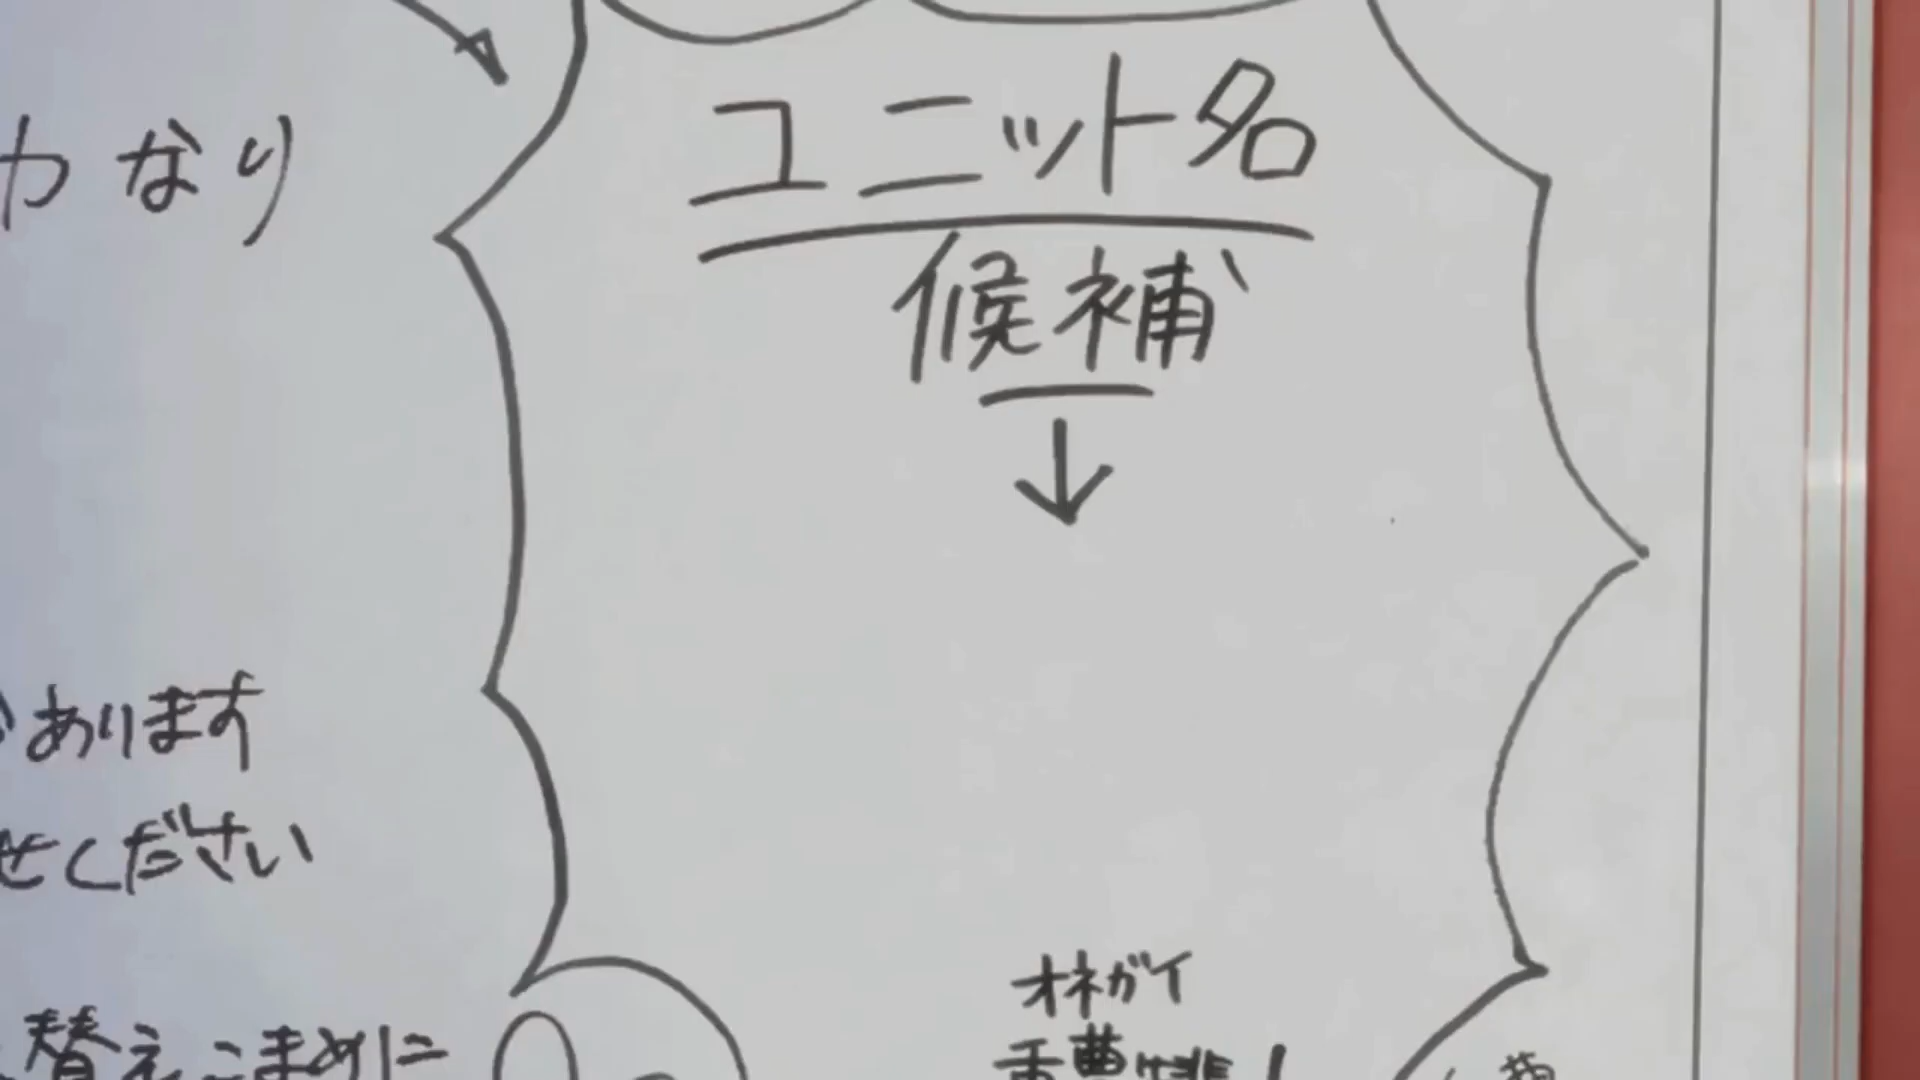 ユニット名
候補
↓
かなり
あります
せください
替えこまめに
オネガイ